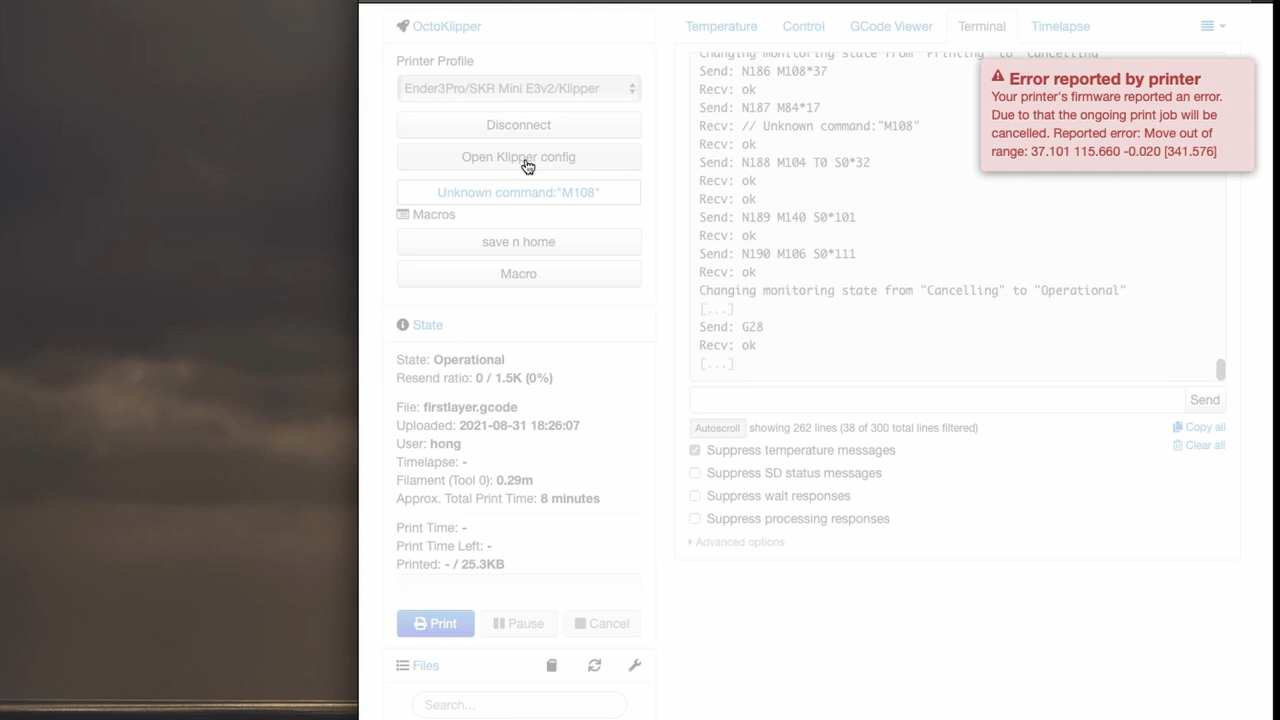 OctoKlipper
Printer Profile
Ender3Pro/SKR Mini E3v2/Klipper
Disconnect
Open Klipper config
Unknown command:"M108"
Macros
save n home
Macro
State
State: Operational
Resend ratio: 0 / 1.5K (0%)
File: firstlayer.gcode
Uploaded: 2021-08-31 18:26:07
User: hong
Timelapse: -
Filament (Tool 0): 0.29m
Approx. Total Print Time: 8 minutes
Print Time: -
Print Time Left: -
Printed: - / 25.3KB
Print
Pause
Cancel
Files
Search...
Temperature
Control
GCode Viewer
Terminal
Timelapse
Changing monitoring state from "Printing" to "Cancelling"
Send: N186 M108*37
Recv: ok
Send: N187 M84*17
Recv: // Unknown command:"M108"
Recv: ok
Send: N188 M104 T0 S0*32
Recv: ok
Recv: ok
Send: N189 M140 S0*101
Recv: ok
Send: N190 M106 S0*111
Recv: ok
Changing monitoring state from "Cancelling" to "Operational"
[...]
Send: G28
Recv: ok
[...]
Send
Autoscroll
showing 262 lines (38 of 300 total lines filtered)
Copy all
Clear all
Suppress temperature messages
Suppress SD status messages
Suppress wait responses
Suppress processing responses
Advanced options
Error reported by printer
Your printer's firmware reported an error.
Due to that the ongoing print job will be
cancelled. Reported error: Move out of
range: 37.101 115.660 -0.020 [341.576]